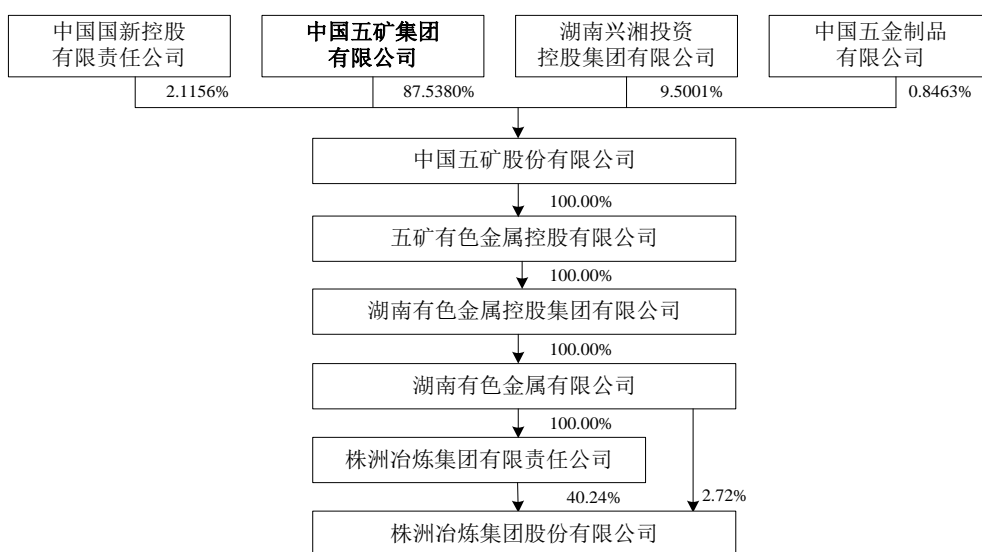 中国国新控股
有限责任公司
中国五矿集团
有限公司
湖南兴湘投资
控股集团有限公司
中国五金制品
有限公司
2.1156%
87.5380%
9.5001%
0.8463%
中国五矿股份有限公司
100.00%
五矿有色金属控股有限公司
100.00%
湖南有色金属控股集团有限公司
100.00%
湖南有色金属有限公司
100.00%
株洲冶炼集团有限责任公司
40.24%
2.72%
株洲冶炼集团股份有限公司